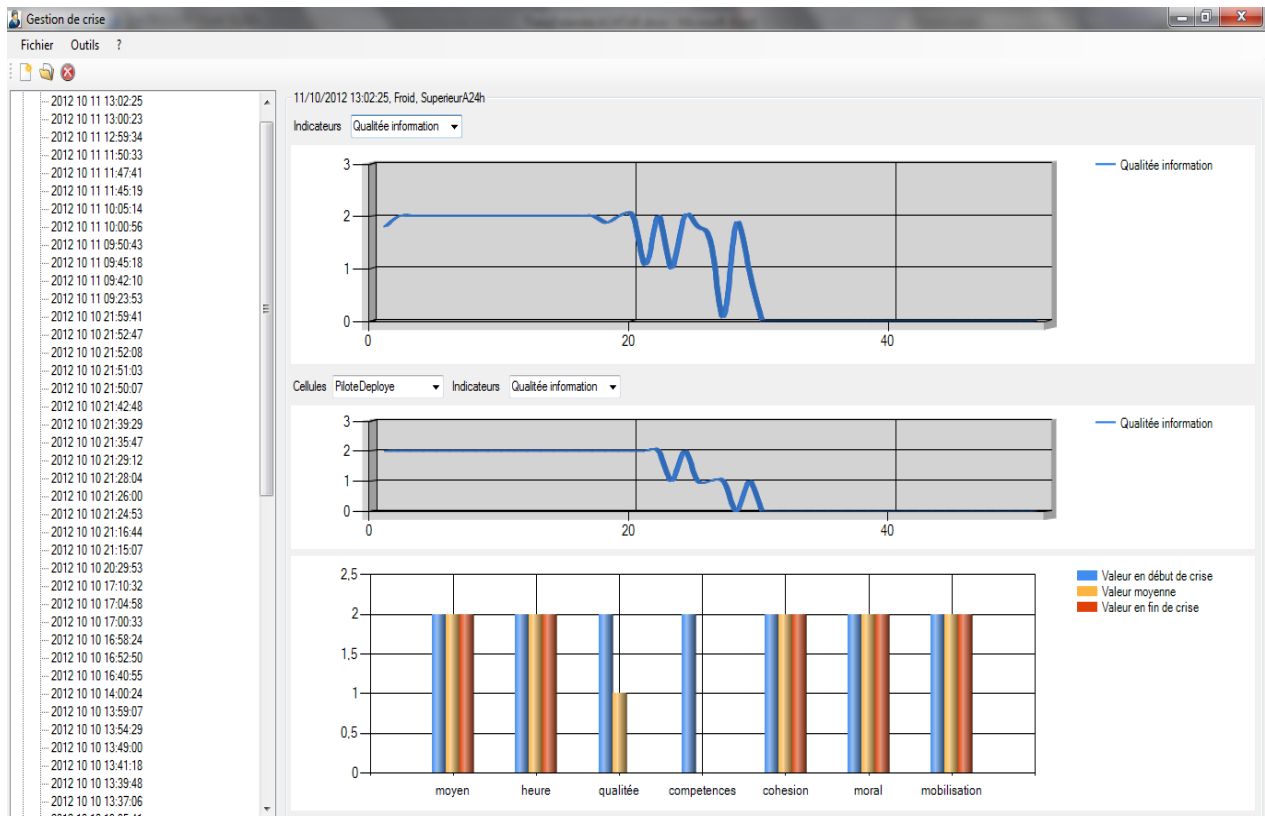 Gestion de crise
Fichier Outils ?
2012 10 11 13:02:25
2012 10 11 13:00:23
2012 10 11 12:59:34
2012 10 11 11:50:33
2012 10 11 11:47:41
2012 10 11 11:45:19
2012 10 11 10:05:14
2012 10 11 10:00:56
2012 10 11 09:50:43
2012 10 11 09:45:18
2012 10 11 09:42:10
2012 10 11 09:23:53
2012 10 10 21:59:41
2012 10 10 21:52:47
2012 10 10 21:52:08
2012 10 10 21:51:03
2012 10 10 21:50:07
2012 10 10 21:42:48
2012 10 10 21:39:29
2012 10 10 21:35:47
2012 10 10 21:29:12
2012 10 10 21:28:04
2012 10 10 21:26:00
2012 10 10 21:24:53
2012 10 10 21:16:44
2012 10 10 21:15:07
2012 10 10 20:29:53
2012 10 10 17:10:32
2012 10 10 17:04:58
2012 10 10 17:00:33
2012 10 10 16:58:24
2012 10 10 16:52:50
2012 10 10 16:40:55
2012 10 10 14:00:24
2012 10 10 13:59:07
2012 10 10 13:54:29
2012 10 10 13:49:00
2012 10 10 13:41:18
2012 10 10 13:39:48
2012 10 10 13:37:06
11/10/2012 13:02:25, Froid, SuperieurA24h
Indicateurs Qualitée information
3
2
1
0
0 20 40
Qualitée information
Cellules PiloteDeploye Indicateurs Qualitée information
3
2
1
0
0 20 40
Qualitée information
2,5
2
1,5
1
0,5
0
moyen heure qualitée competences cohesion moral mobilisation
Valeur en début de crise
Valeur moyenne
Valeur en fin de crise